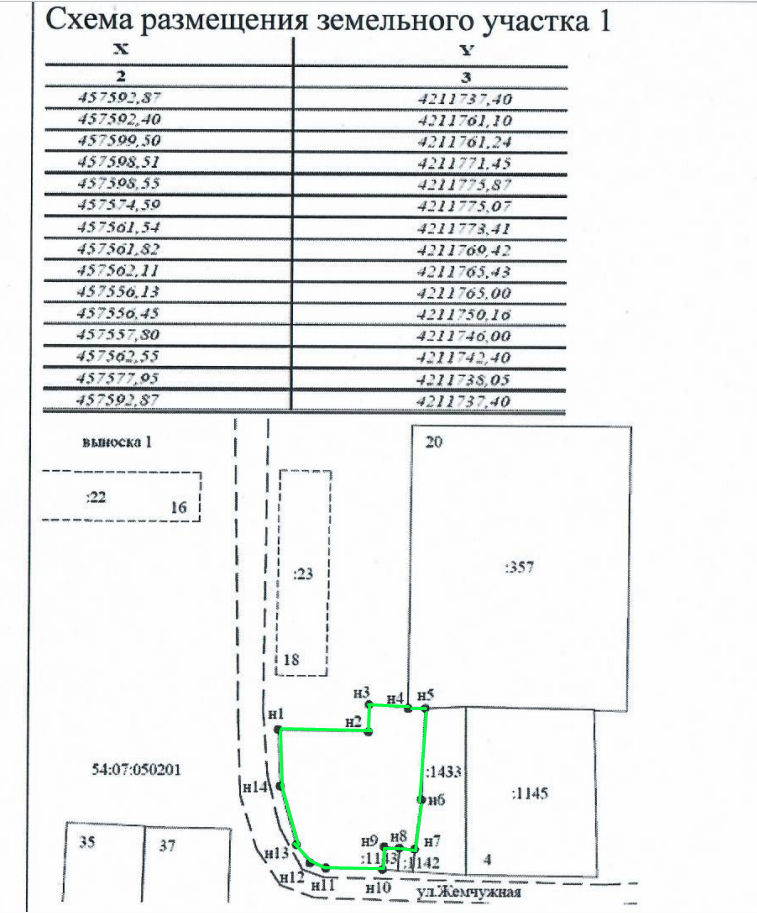 Схема размещения земельного участка 1
X Y
2 3
457592,87 4211737,40
457592,40 4211761,10
457599,50 4211761,24
457598,51 4211771,45
457598,55 4211775,87
457574,59 4211775,07
457561,54 4211773,41
457561,82 4211769,42
457562,11 4211765,43
457556,13 4211765,00
457556,45 4211750,16
457557,80 4211746,00
457562,55 4211742,40
457577,95 4211738,05
457592,87 4211737,40
выноска 1
20
:22
16
:23
:357
18
н3
н4
н5
н1
н2
54:07:050201
:1433
н14
н6
:1145
35
37
н9
н8
н7
н13
:1143
:1142
4
н12
н11
н10
ул.Жемчужная